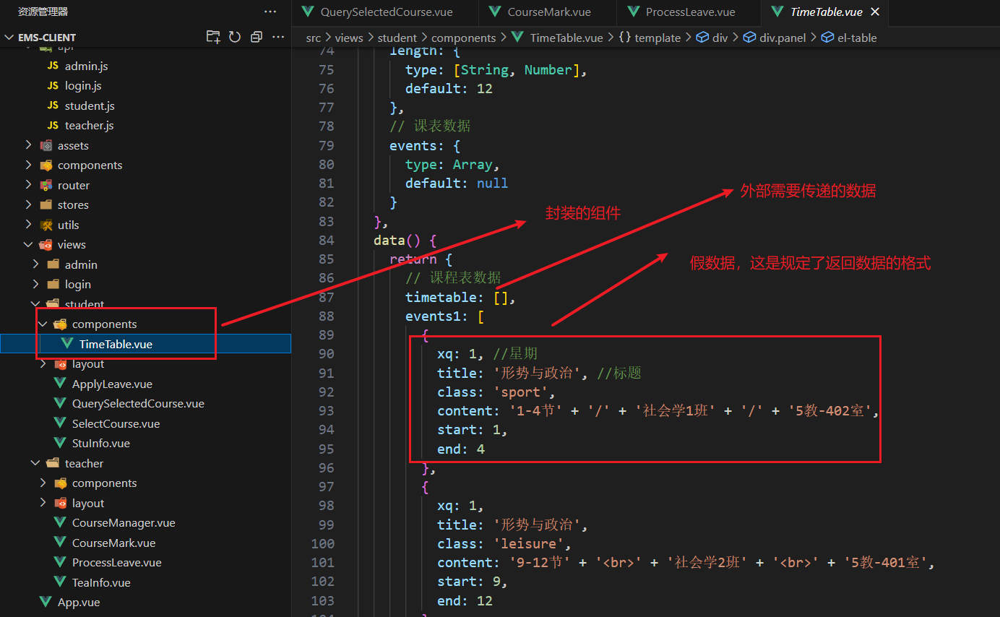 资源管理器
EMS-CLIENT
api
admin.js
login.js
student.js
teacher.js
assets
components
router
stores
utils
views
admin
login
student
components
TimeTable.vue
layout
ApplyLeave.vue
QuerySelectedCourse.vue
SelectCourse.vue
StuInfo.vue
teacher
components
layout
CourseManager.vue
CourseMark.vue
ProcessLeave.vue
TeaInfo.vue
App.vue
QuerySelectedCourse.vue CourseMark.vue ProcessLeave.vue TimeTable.vue
src > views > student > components > TimeTable.vue > {} template > div > div.panel > el-table
74 length: {
75 type: [String, Number],
76 default: 12
77 },
78 // 课表数据
79 events: {
80 type: Array,
81 default: null
82 }
83 },
84 data() {
85 return {
86 // 课程表数据
87 timetable: [],
88 events1: [
89 {
90 xq: 1, //星期
91 title: '形势与政治', //标题
92 class: 'sport',
93 content: '1-4节' + '/' + '社会学1班' + '/' + '5教-402室',
94 start: 1,
95 end: 4
96 },
97 {
98 xq: 1,
99 title: '形势与政治',
100 class: 'leisure',
101 content: '9-12节' + '<br>' + '社会学2班' + '<br>' + '5教-401室',
102 start: 9,
103 end: 12
外部需要传递的数据
封装的组件
假数据，这是规定了返回数据的格式